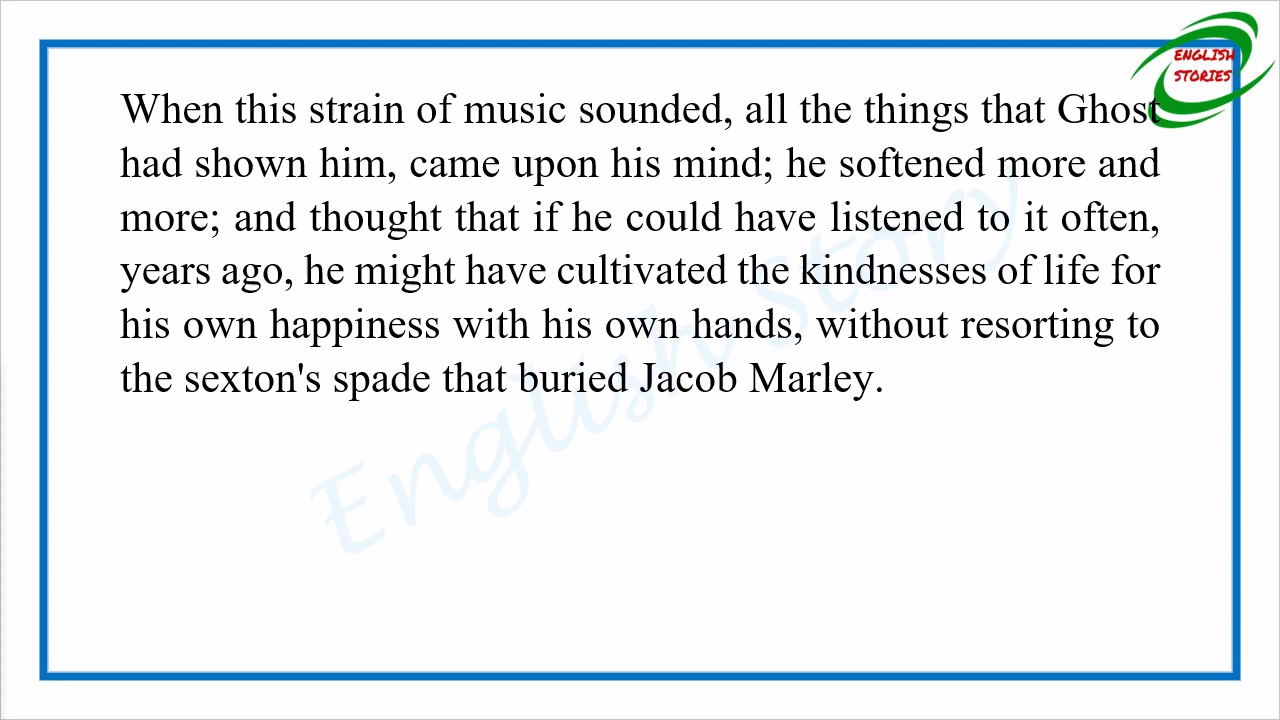 ENGLISH
STORIES
When this strain of music sounded, all the things that Ghost
had shown him, came upon his mind; he softened more and
more; and thought that if he could have listened to it often,
years ago, he might have cultivated the kindnesses of life for
his own happiness with his own hands, without resorting to
the sexton's spade that buried Jacob Marley.
English Story